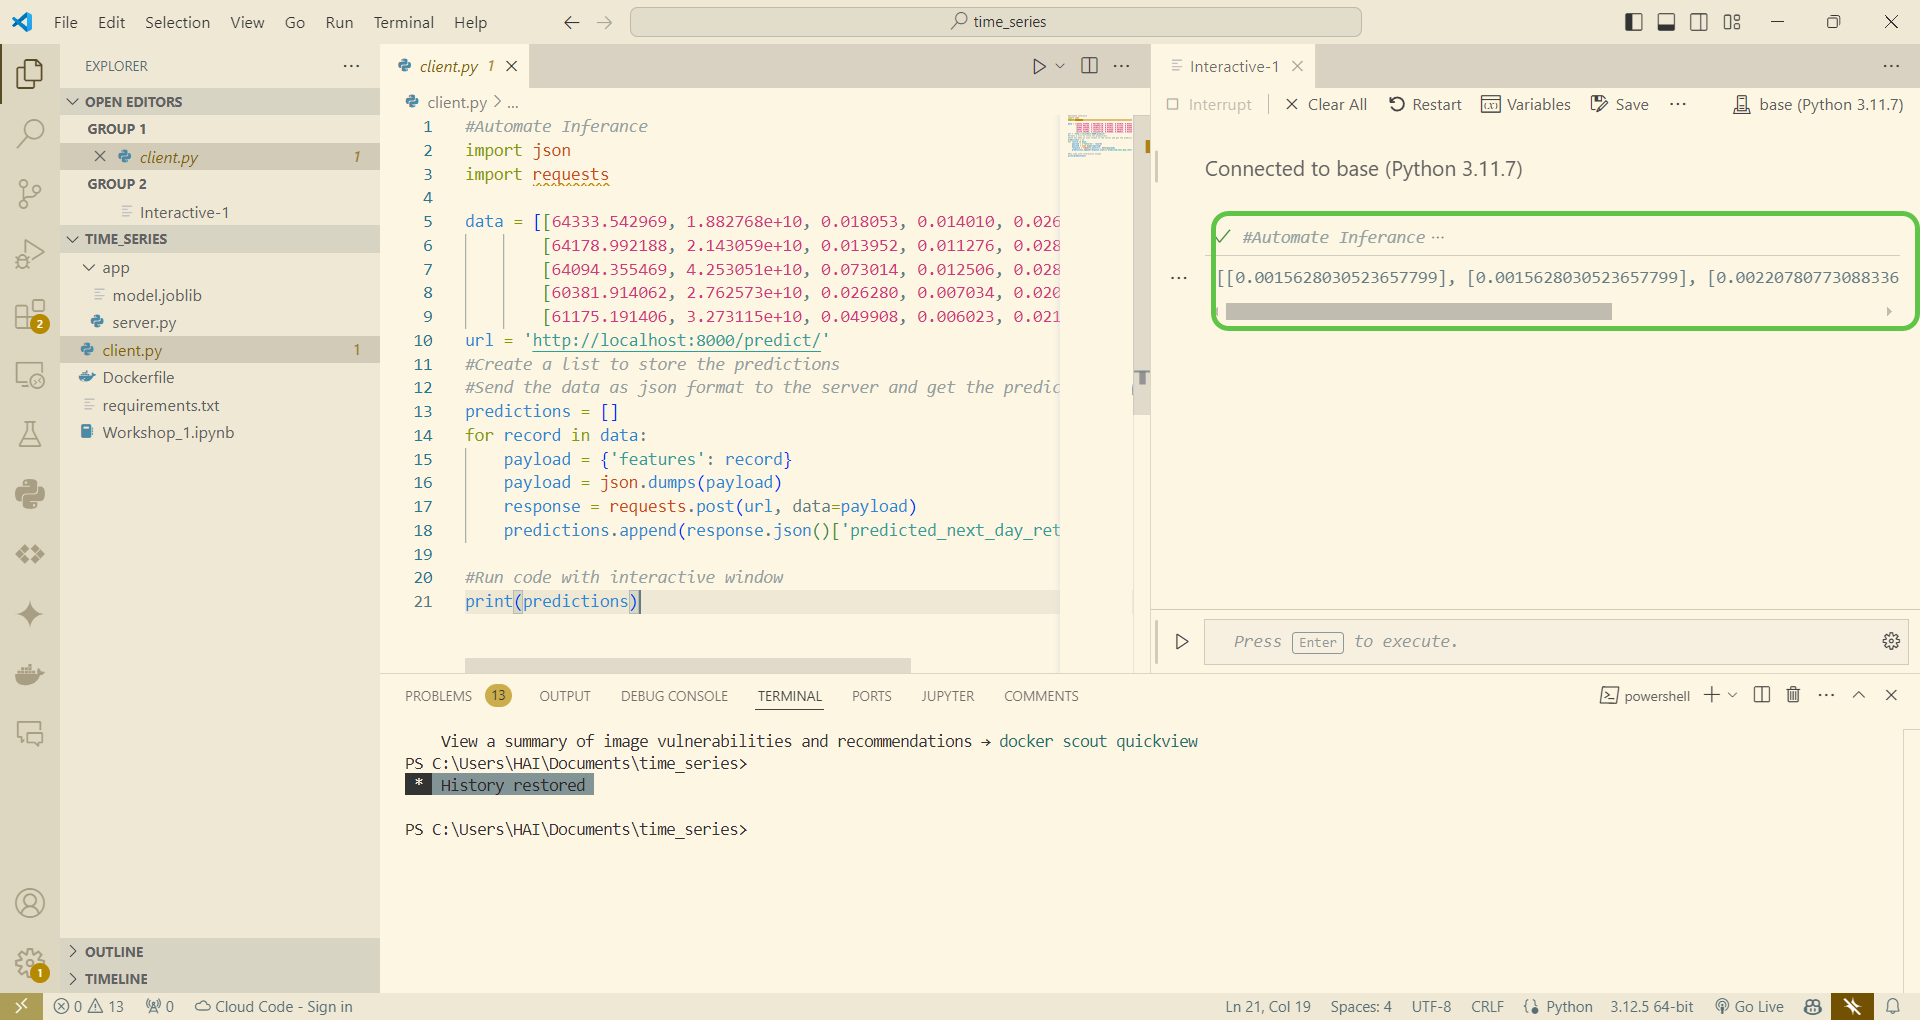 File Edit Selection View Go Run Terminal Help
time_series
EXPLORER
OPEN EDITORS
GROUP 1
client.py 1
GROUP 2
Interactive-1
TIME_SERIES
app
model.joblib
server.py
client.py 1
Dockerfile
requirements.txt
Workshop_1.ipynb
OUTLINE
TIMELINE
2
1
client.py 1
client.py > ...
1 #Automate Inferance
2 import json
3 import requests
4
5 data = [[64333.542969, 1.882768e+10, 0.018053, 0.014010, 0.026
6 [64178.992188, 2.143059e+10, 0.013952, 0.011276, 0.028
7 [64094.355469, 4.253051e+10, 0.073014, 0.012506, 0.028
8 [60381.914062, 2.762573e+10, 0.026280, 0.007034, 0.020
9 [61175.191406, 3.273115e+10, 0.049908, 0.006023, 0.021
10 url = 'http://localhost:8000/predict/'
11 #Create a list to store the predictions
12 #Send the data as json format to the server and get the predic
13 predictions = []
14 for record in data:
15 payload = {'features': record}
16 payload = json.dumps(payload)
17 response = requests.post(url, data=payload)
18 predictions.append(response.json()['predicted_next_day_ret
19
20 #Run code with interactive window
21 print(predictions)
Interactive-1
Interrupt Clear All Restart Variables Save ... base (Python 3.11.7)
Connected to base (Python 3.11.7)
#Automate Inferance ...
[[0.0015628030523657799], [0.0015628030523657799], [0.00220780773088336
Press Enter to execute.
PROBLEMS 13 OUTPUT DEBUG CONSOLE TERMINAL PORTS JUPYTER COMMENTS
powershell
View a summary of image vulnerabilities and recommendations → docker scout quickview
PS C:\Users\HAI\Documents\time_series>
* History restored
PS C:\Users\HAI\Documents\time_series>
0 13 0 Cloud Code - Sign in
Ln 21, Col 19 Spaces: 4 UTF-8 CRLF Python 3.12.5 64-bit Go Live